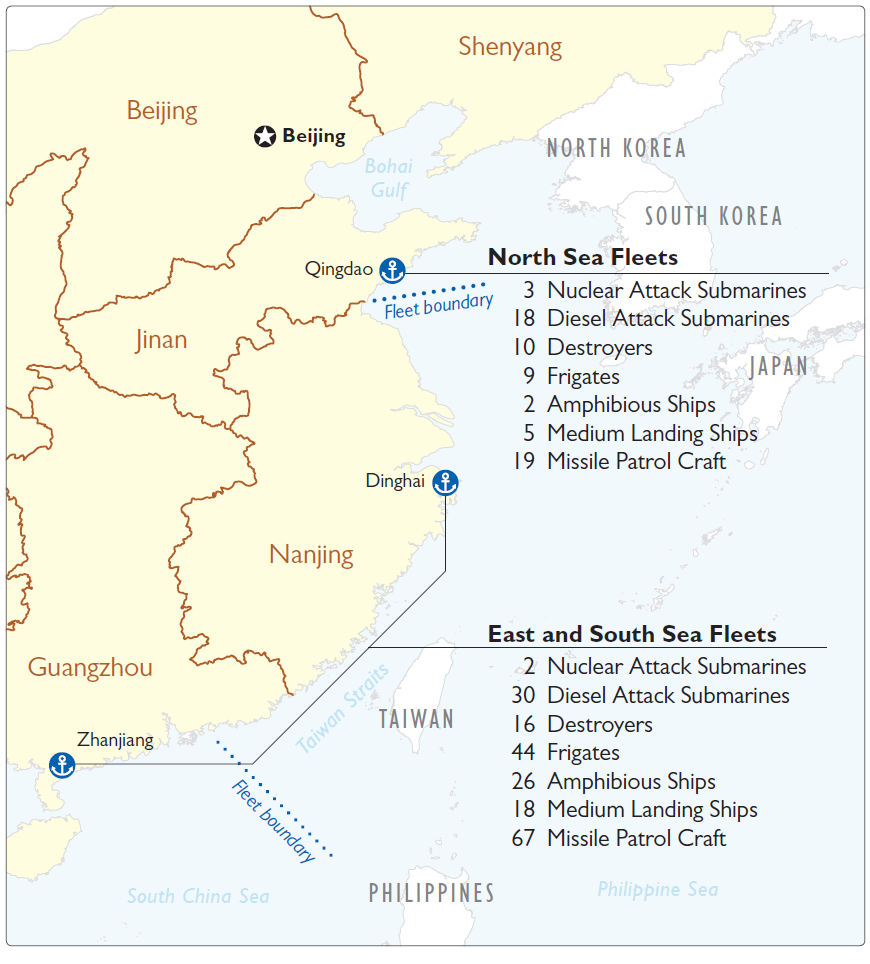 Shenyang
Beijing
Beijing
Bohai
Gulf
NORTH KOREA
SOUTH KOREA
Qingdao
North Sea Fleets
3 Nuclear Attack Submarines
18 Diesel Attack Submarines
10 Destroyers
9 Frigates
2 Amphibious Ships
5 Medium Landing Ships
19 Missile Patrol Craft
Fleet boundary
Jinan
JAPAN
Dinghai
Nanjing
East and South Sea Fleets
2 Nuclear Attack Submarines
30 Diesel Attack Submarines
16 Destroyers
44 Frigates
26 Amphibious Ships
18 Medium Landing Ships
67 Missile Patrol Craft
Guangzhou
Taiwan Straits
TAIWAN
Zhanjiang
Fleet boundary
South China Sea
PHILIPPINES
Philippine Sea